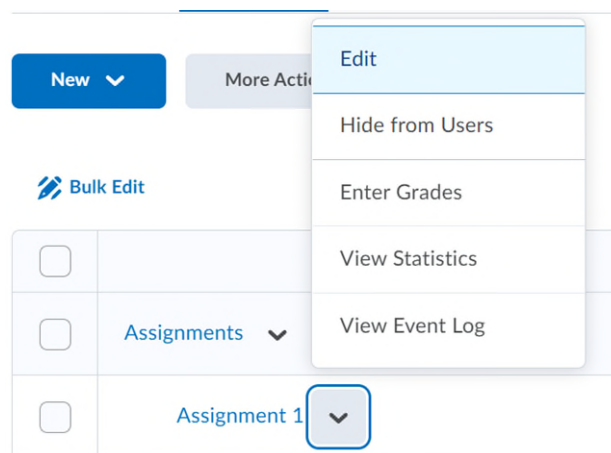 Edit
New
More Actio
Hide from Users
Bulk Edit
Enter Grades
View Statistics
Assignments
View Event Log
Assignment 1